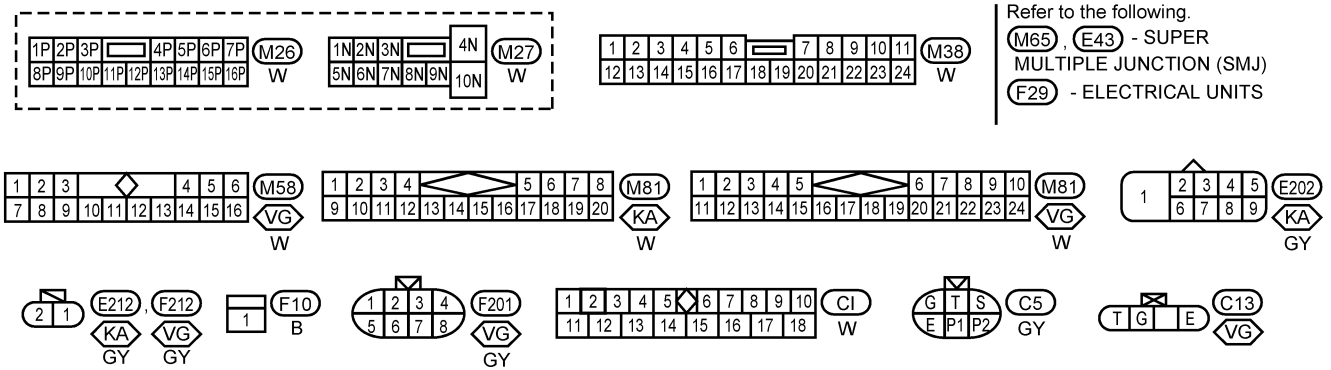 1P 2P 3P 4P 5P 6P 7P M26
8P 9P 10P 11P 12P 13P 14P 15P 16P W
1N 2N 3N 4N M27
5N 6N 7N 8N 9N 10N W
1 2 3 4 5 6 7 8 9 10 11 M38
12 13 14 15 16 17 18 19 20 21 22 23 24 W
Refer to the following.
M65 , E43 - SUPER
MULTIPLE JUNCTION (SMJ)
F29 - ELECTRICAL UNITS
1 2 3 4 5 6 M58
7 8 9 10 11 12 13 14 15 16 VG
W
1 2 3 4 5 6 7 8 M81
9 10 11 12 13 14 15 16 17 18 19 20 KA
W
1 2 3 4 5 6 7 8 9 10 M81
11 12 13 14 15 16 17 18 19 20 21 22 23 24 VG
W
1 2 3 4 5 E202
6 7 8 9 KA
GY
2 1 E212 , F212
KA VG
GY GY
1 F10
B
1 2 3 4 F201
5 6 7 8 VG
GY
1 2 3 4 5 6 7 8 9 10 CI
11 12 13 14 15 16 17 18 W
G T S C5
E P1 P2 GY
T G E C13
VG